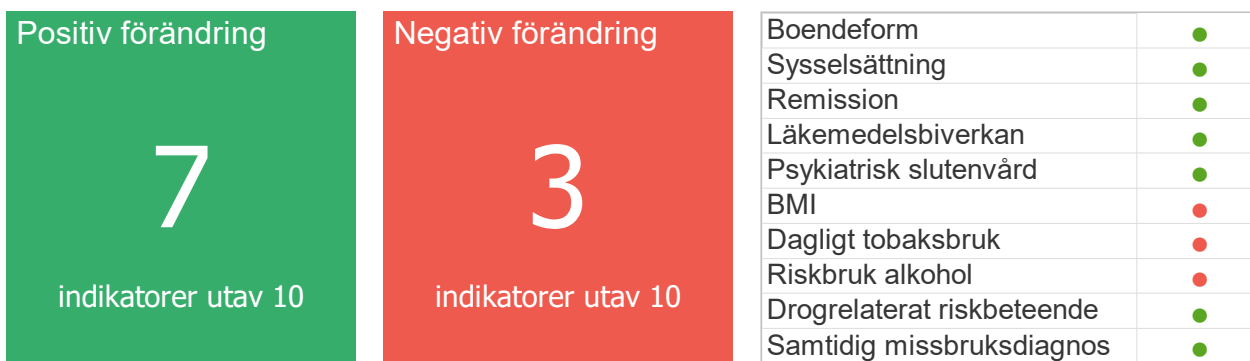 Positiv förändring
7
indikatorer utav 10
Negativ förändring
3
indikatorer utav 10
Boendeform
Sysselsättning
Remission
Läkemedelsbiverkan
Psykiatrisk slutenvård
BMI
Dagligt tobaksbruk
Riskbruk alkohol
Drogrelaterat riskbeteende
Samtidig missbruksdiagnos